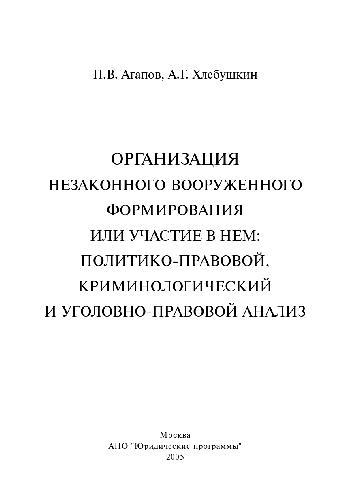 П.В. Агапов, А.Г. Хлебушкин
ОРГАНИЗАЦИЯ
НЕЗАКОННОГО ВООРУЖЕННОГО
ФОРМИРОВАНИЯ
ИЛИ УЧАСТИЕ В НЕМ:
ПОЛИТИКО-ПРАВОВОЙ,
КРИМИНОЛОГИЧЕСКИЙ
И УГОЛОВНО-ПРАВОВОЙ АНАЛИЗ
Москва
АНО "Юридические программы"
2005